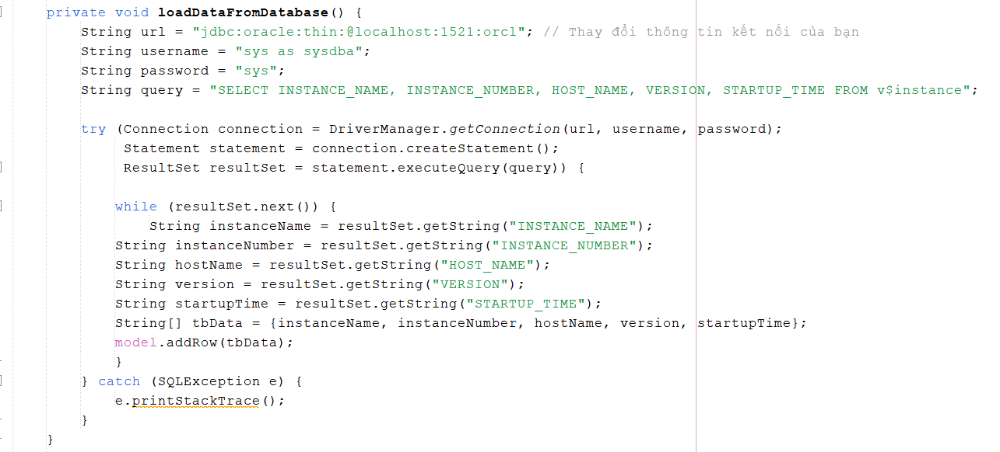 private void loadDataFromDatabase() {
String url = "jdbc:oracle:thin:@localhost:1521:orcl"; // Thay đổi thông tin kết nối của bạn
String username = "sys as sysdba";
String password = "sys";
String query = "SELECT INSTANCE_NAME, INSTANCE_NUMBER, HOST_NAME, VERSION, STARTUP_TIME FROM v$instance";
try (Connection connection = DriverManager.getConnection(url, username, password);
Statement statement = connection.createStatement();
ResultSet resultSet = statement.executeQuery(query)) {
while (resultSet.next()) {
String instanceName = resultSet.getString("INSTANCE_NAME");
String instanceNumber = resultSet.getString("INSTANCE_NUMBER");
String hostName = resultSet.getString("HOST_NAME");
String version = resultSet.getString("VERSION");
String startupTime = resultSet.getString("STARTUP_TIME");
String[] tbData = {instanceName, instanceNumber, hostName, version, startupTime};
model.addRow(tbData);
}
} catch (SQLException e) {
e.printStackTrace();
}
}